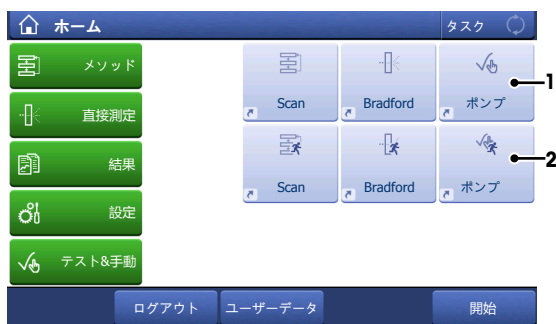 ホーム タスク
メソッド
直接測定
結果
設定
テスト&手動
Scan Bradford ポンプ
1
Scan Bradford ポンプ
2
ログアウト ユーザーデータ 開始